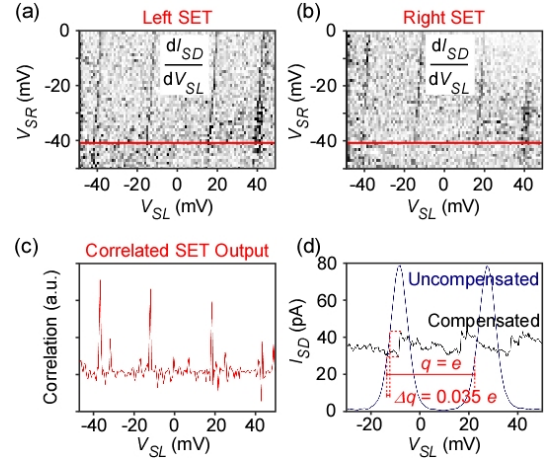 (a) Left SET
dI_SD
dV_SL
V_SR (mV)
0
-20
-40
-40 -20 0 20 40
V_SL (mV)
(b) Right SET
dI_SD
dV_SL
V_SR (mV)
0
-20
-40
-40 -20 0 20 40
V_SL (mV)
(c) Correlated SET Output
Correlation (a.u.)
-40 -20 0 20 40
V_SL (mV)
(d)
I_SD (pA)
80
60
40
20
0
Uncompensated
Compensated
q = e
Δq = 0.035 e
-20 0 20 40
V_SL (mV)